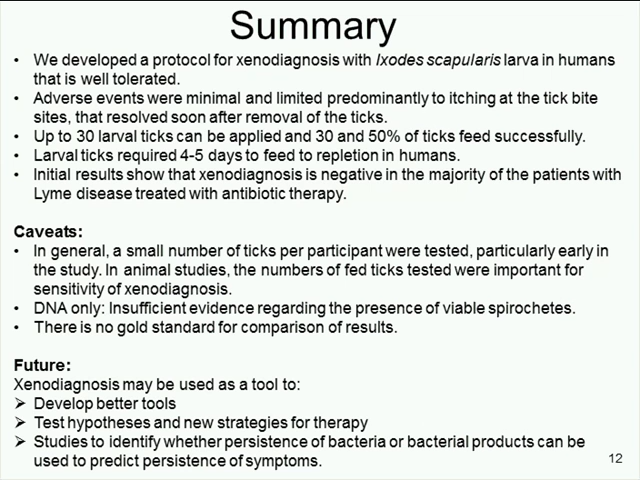 Summary
• We developed a protocol for xenodiagnosis with Ixodes scapularis larva in humans
that is well tolerated.
• Adverse events were minimal and limited predominantly to itching at the tick bite
sites, that resolved soon after removal of the ticks.
• Up to 30 larval ticks can be applied and 30 and 50% of ticks feed successfully.
• Larval ticks required 4-5 days to feed to repletion in humans.
• Initial results show that xenodiagnosis is negative in the majority of the patients with
Lyme disease treated with antibiotic therapy.
Caveats:
• In general, a small number of ticks per participant were tested, particularly early in
the study. In animal studies, the numbers of fed ticks tested were important for
sensitivity of xenodiagnosis.
• DNA only: Insufficient evidence regarding the presence of viable spirochetes.
• There is no gold standard for comparison of results.
Future:
Xenodiagnosis may be used as a tool to:
➢ Develop better tools
➢ Test hypotheses and new strategies for therapy
➢ Studies to identify whether persistence of bacteria or bacterial products can be
used to predict persistence of symptoms.
12